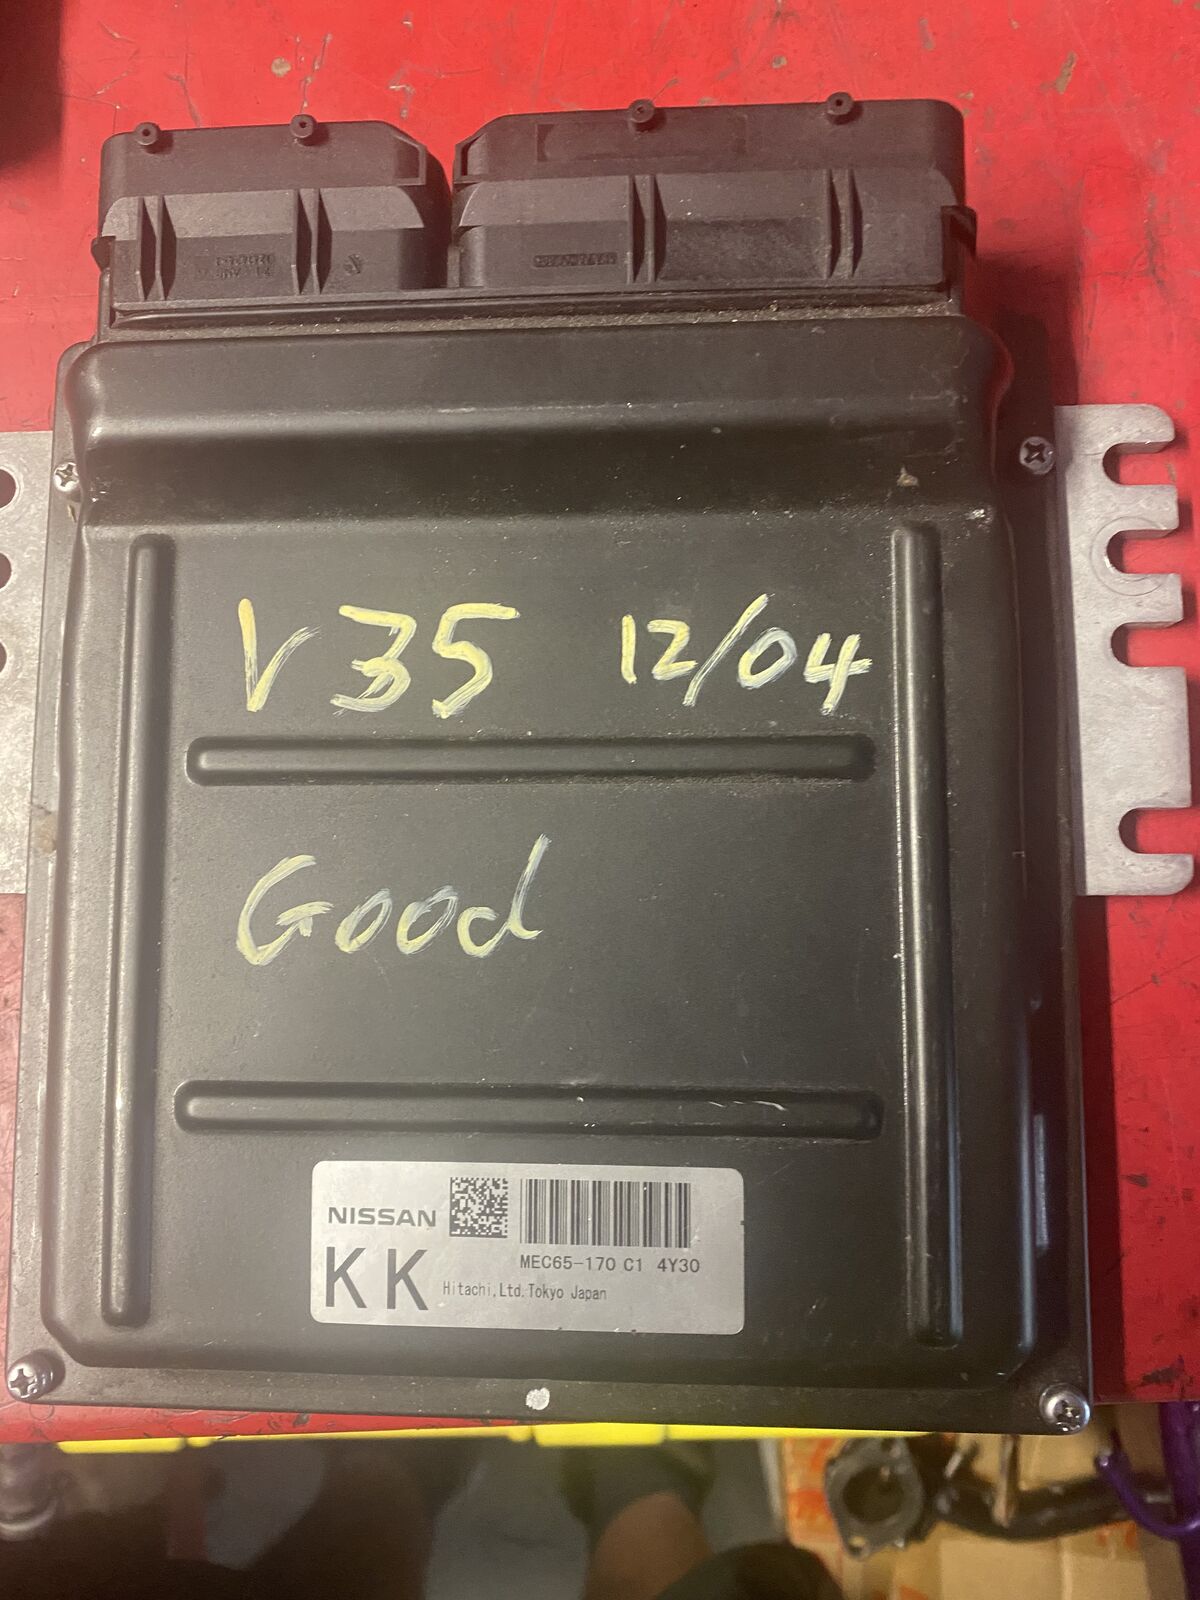 V35 12/04
Good
NISSAN
MEC65-170 C1 4Y30
KK
Hitachi,Ltd.Tokyo Japan